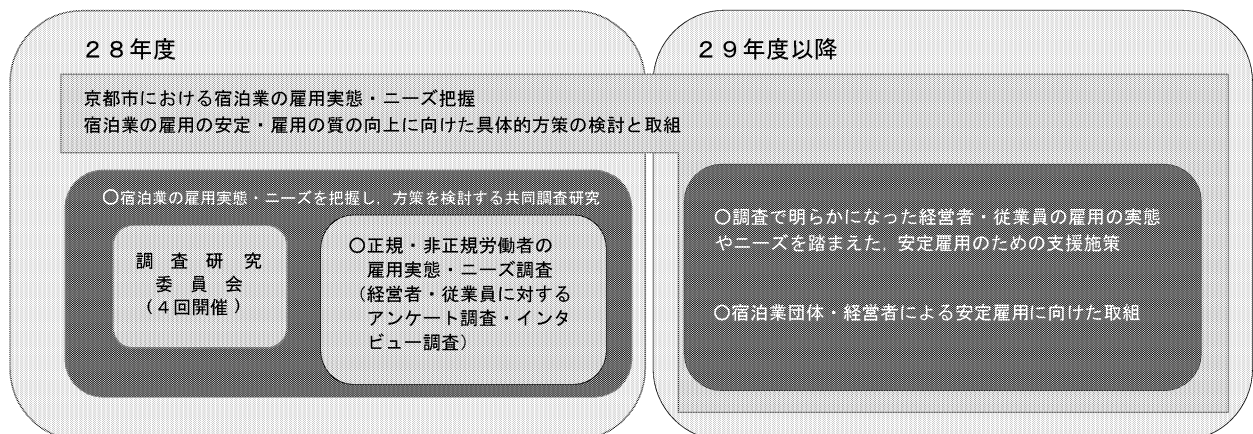 ２８年度
京都市における宿泊業の雇用実態・ニーズ把握
宿泊業の雇用の安定・雇用の質の向上に向けた具体的方策の検討と取組
○宿泊業の雇用実態・ニーズを把握し，方策を検討する共同調査研究
調　査　研　究
委　員　会
（４回開催）
○正規・非正規労働者の
雇用実態・ニーズ調査
（経営者・従業員に対する
アンケート調査・インタ
ビュー調査）
２９年度以降
○調査で明らかになった経営者・従業員の雇用の実態
やニーズを踏まえた，安定雇用のための支援施策
○宿泊業団体・経営者による安定雇用に向けた取組